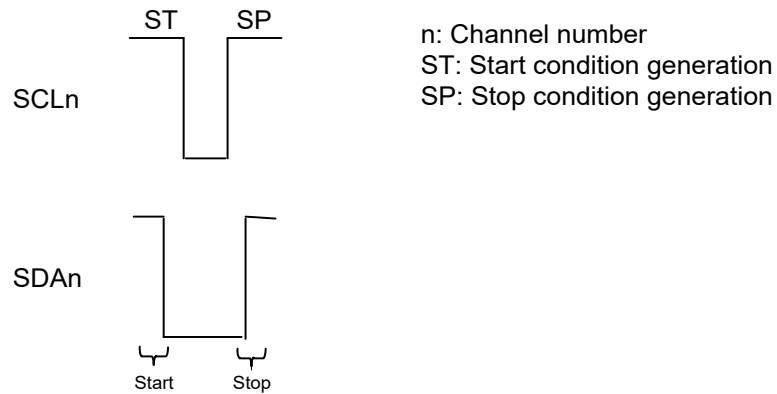 ST SP
SCLn
SDAn
Start Stop
n: Channel number
ST: Start condition generation
SP: Stop condition generation